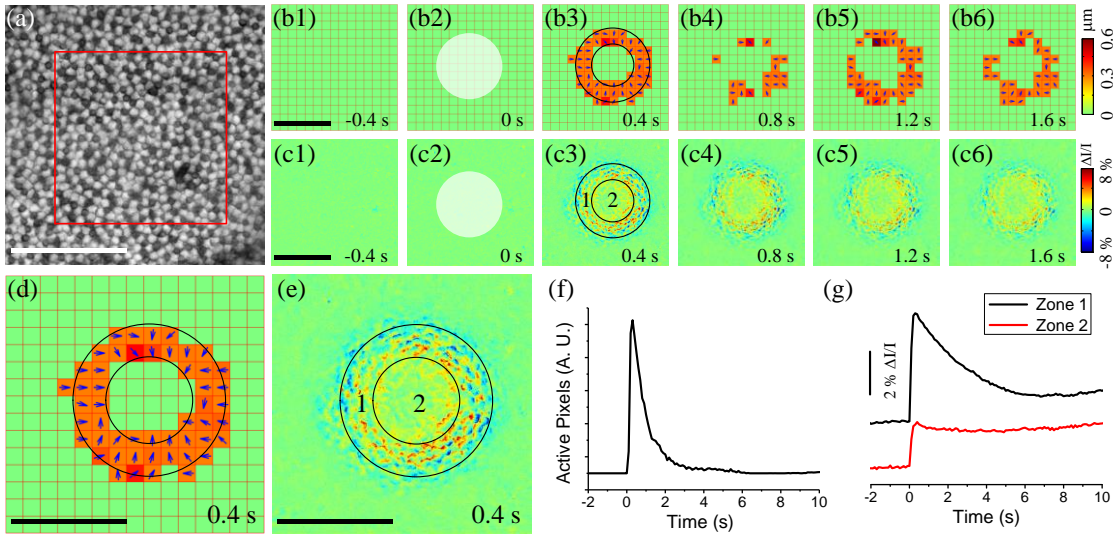 (a)
(b1)
(b2)
(b3)
(b4)
(b5)
(b6)
-0.4 s
0 s
0.4 s
0.8 s
1.2 s
1.6 s
µm
0.6
0.3
0
(c1)
(c2)
(c3)
(c4)
(c5)
(c6)
1
2
-0.4 s
0 s
0.4 s
0.8 s
1.2 s
1.6 s
ΔI/I
8 %
0
-8 %
(d)
0.4 s
(e)
1
2
0.4 s
(f)
Active Pixels (A. U.)
-2 0 2 4 6 8 10
Time (s)
(g)
Zone 1
Zone 2
2 % ΔI/I
-2 0 2 4 6 8 10
Time (s)